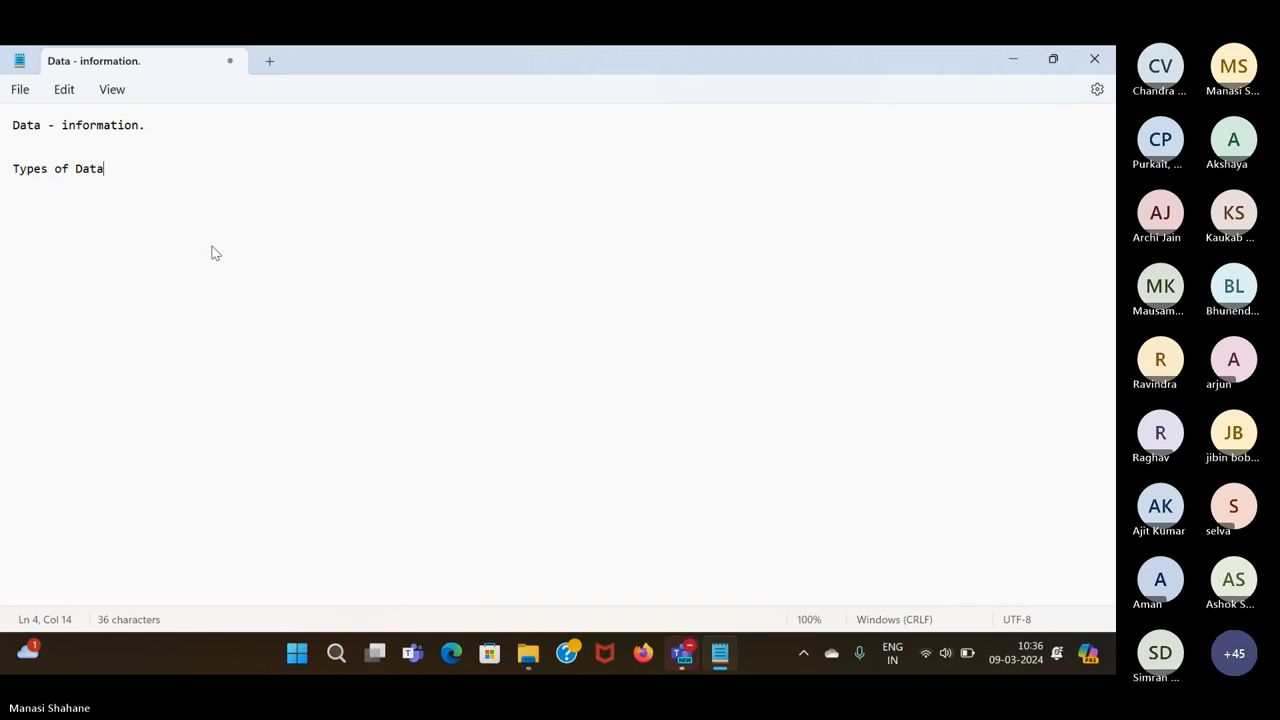 Data - information.
File Edit View
Data - information.
Types of Data
Ln 4, Col 14 36 characters 100% Windows (CRLF) UTF-8
1 NEW ENG IN 10:36 09-03-2024 PRE
CV MS
Chandra ... Manasi S...
CP A
Purkait, ... Akshaya
AJ KS
Archi Jain Kaukab ...
MK BL
Mausam... Bhunend...
R A
Ravindra arjun
R JB
Raghav jibin bob...
AK S
Ajit Kumar selva
A AS
Aman Ashok S...
SD +45
Simran ...
Manasi Shahane